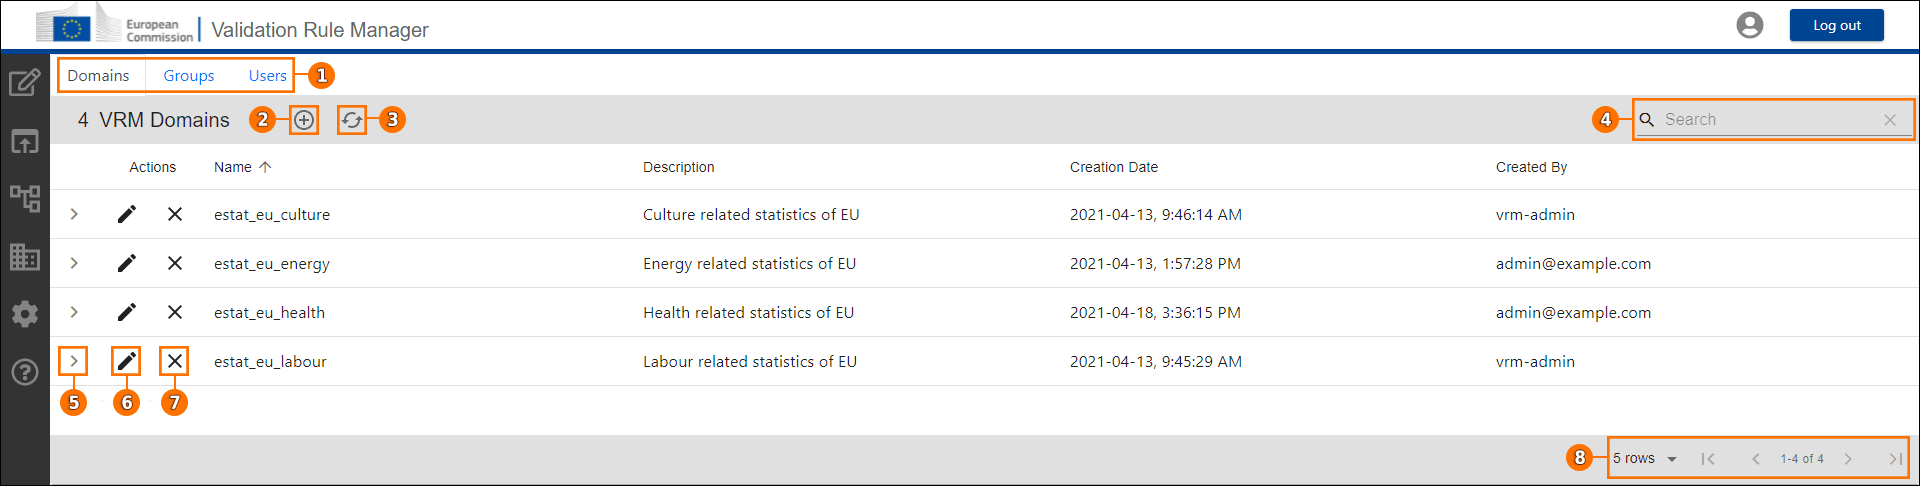 European
Commission
Validation Rule Manager
Log out
Domains Groups Users 1
4 VRM Domains 2 3 4 Search
Actions Name Description Creation Date Created By
estat_eu_culture Culture related statistics of EU 2021-04-13, 9:46:14 AM vrm-admin
estat_eu_energy Energy related statistics of EU 2021-04-13, 1:57:28 PM admin@example.com
estat_eu_health Health related statistics of EU 2021-04-18, 3:36:15 PM admin@example.com
estat_eu_labour Labour related statistics of EU 2021-04-13, 9:45:29 AM vrm-admin
5 6 7
8 5 rows 1-4 of 4